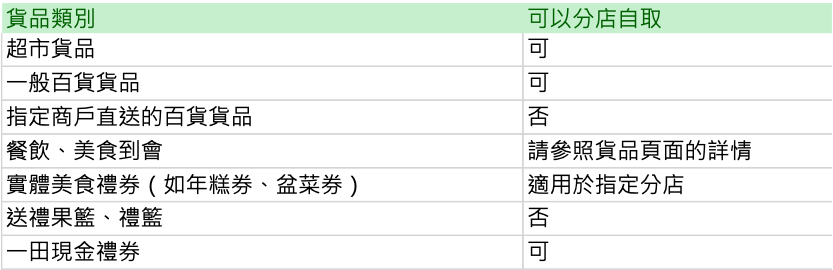 貨品類別 可以分店自取
超市貨品 可
一般百貨貨品 可
指定商戶直送的百貨貨品 否
餐飲、美食到會 請參照貨品頁面的詳情
實體美食禮券 ( 如年糕券、盆菜券 ) 適用於指定分店
送禮果籃、禮籃 否
一田現金禮券 可